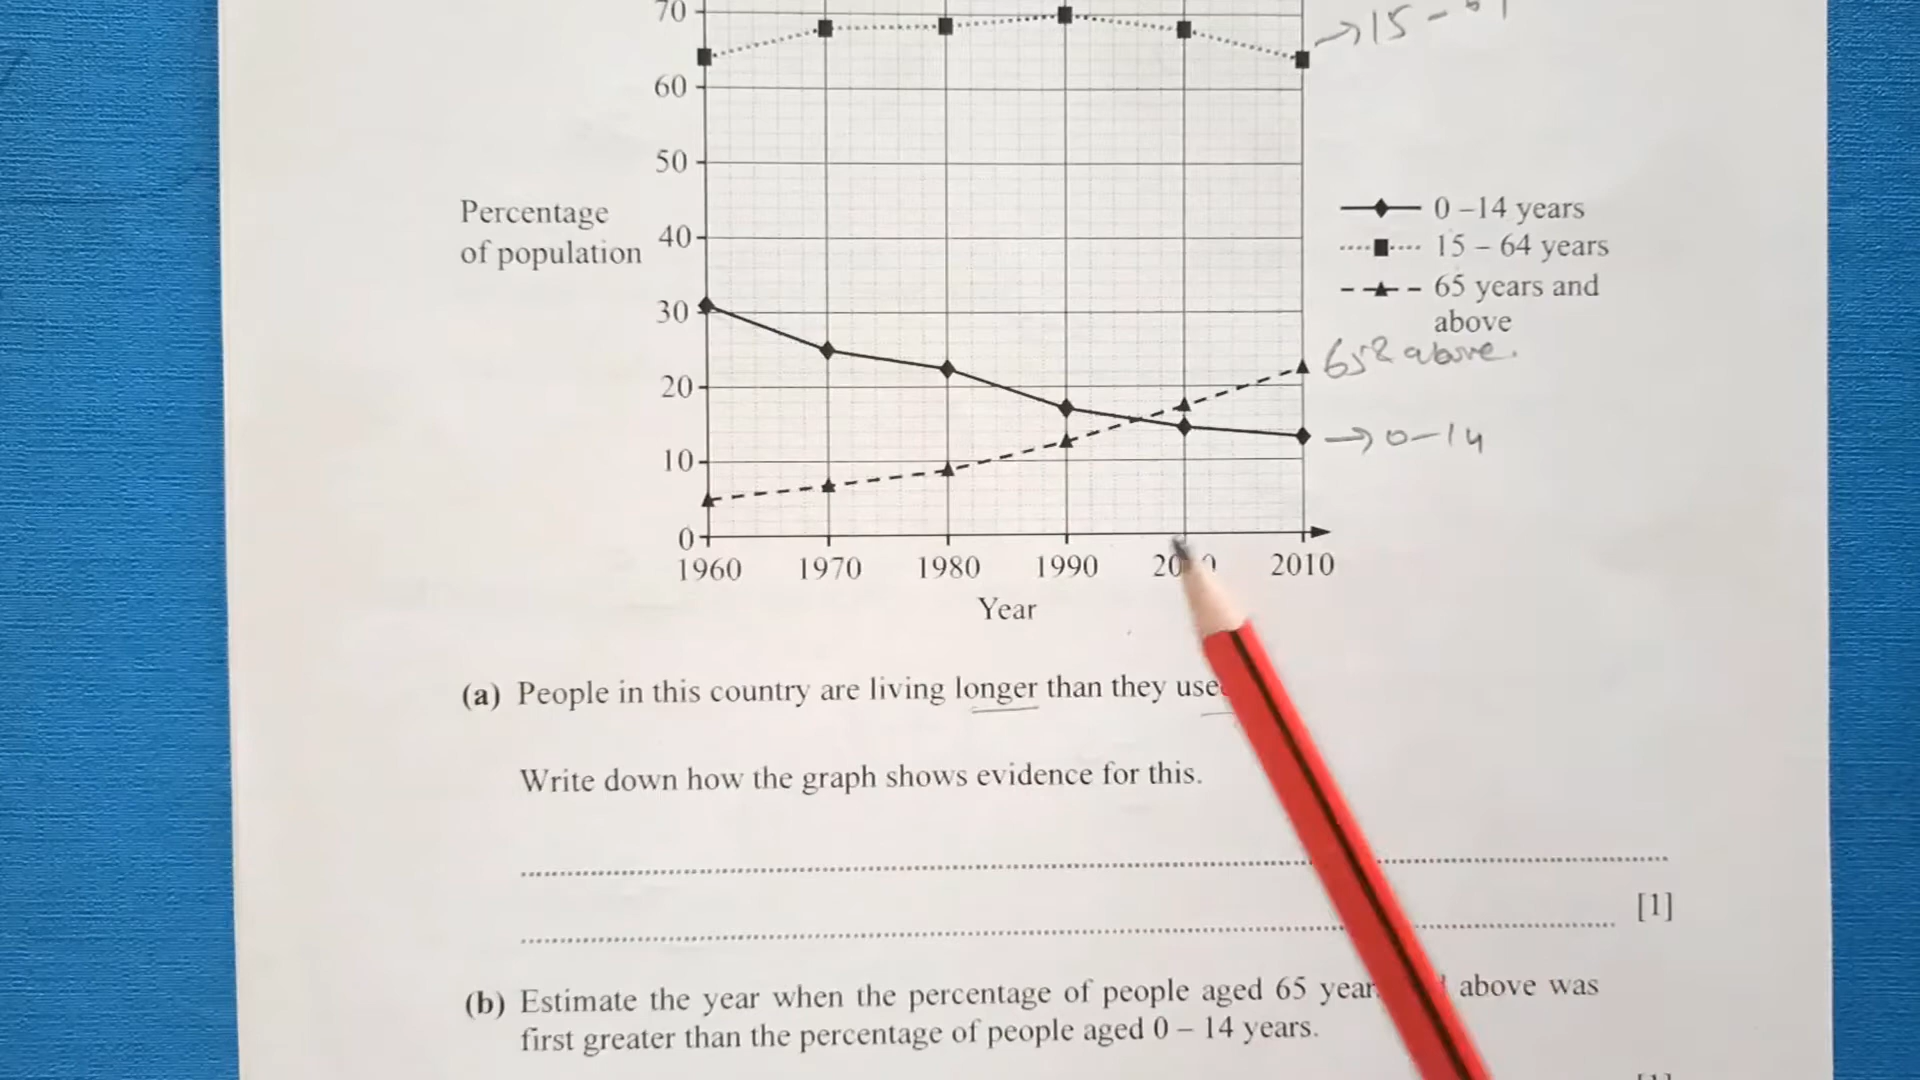 70
→15 -
60
50
Percentage
of population
40
30
20
10
0
0 –14 years
15 – 64 years
65 years and
above
65& above.
→0-14
1960 1970 1980 1990 2010
Year
(a) People in this country are living longer than they
Write down how the graph shows evidence for this.
[1]
(b) Estimate the year when the percentage of people aged 65 above was
first greater than the percentage of people aged 0 – 14 years.